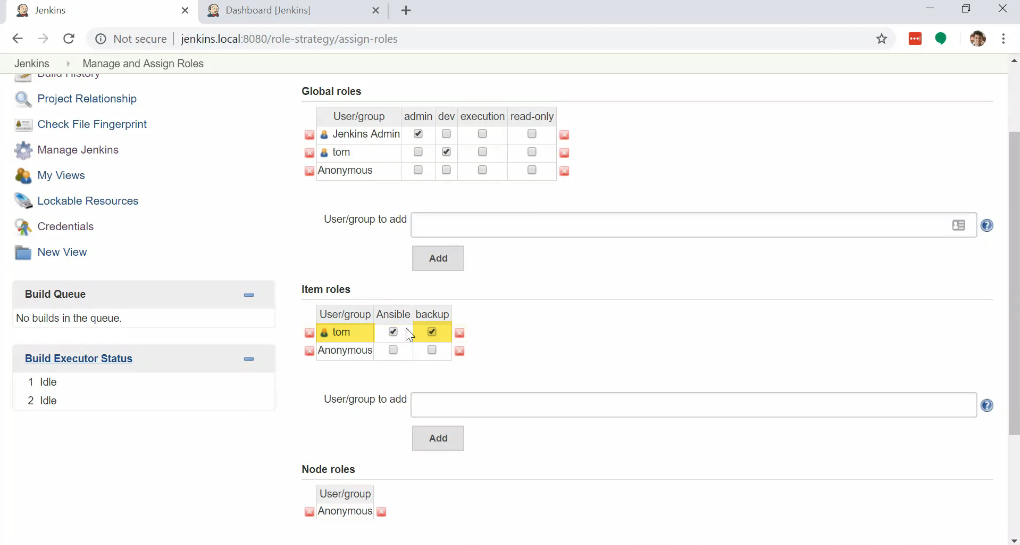 Jenkins
Dashboard [Jenkins]
Not secure
jenkins.local:8080/role-strategy/assign-roles
Jenkins
Manage and Assign Roles
Build History
Project Relationship
Check File Fingerprint
Manage Jenkins
My Views
Lockable Resources
Credentials
New View
Build Queue
No builds in the queue.
Build Executor Status
1 Idle
2 Idle
Global roles
User/group admin dev execution read-only
Jenkins Admin
tom
Anonymous
User/group to add
Add
Item roles
User/group Ansible backup
tom
Anonymous
User/group to add
Add
Node roles
User/group
Anonymous